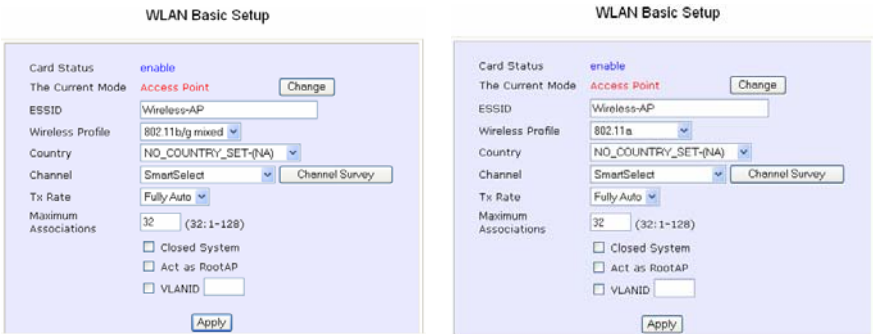 WLAN Basic Setup
Card Status enable
The Current Mode Access Point Change
ESSID Wireless-AP
Wireless Profile 802.11b/g mixed
Country NO_COUNTRY_SET-(NA)
Channel SmartSelect Channel Survey
Tx Rate Fully Auto
Maximum Associations 32 (32:1-128)
Closed System
Act as RootAP
VLANID
Apply
WLAN Basic Setup
Card Status enable
The Current Mode Access Point Change
ESSID Wireless-AP
Wireless Profile 802.11a
Country NO_COUNTRY_SET-(NA)
Channel SmartSelect Channel Survey
Tx Rate Fully Auto
Maximum Associations 32 (32:1-128)
Closed System
Act as RootAP
VLANID
Apply